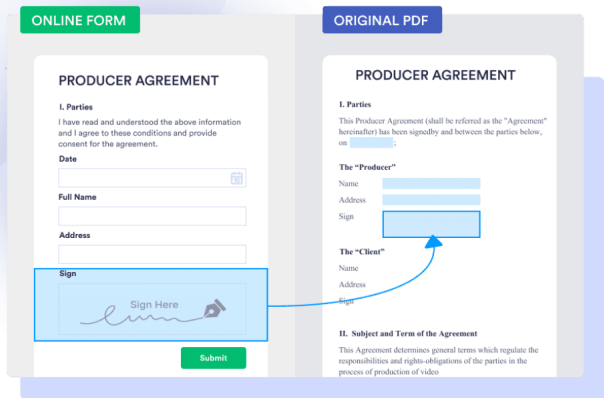 ONLINE FORM
PRODUCER AGREEMENT
I. Parties
I have read and understood the above information
and I agree to these conditions and provide
consent for the agreement.
Date
Full Name
Address
Sign
Sign Here
Submit
ORIGINAL PDF
PRODUCER AGREEMENT
I. Parties
This Producer Agreement (shall be referred as the "Agreement"
hereinafter) has been signedby and between the parties below,
on ;
The “Producer”
Name
Address
Sign
The “Client”
Name
Address
Sign
II. Subject and Term of the Agreement
This Agreement determines general terms which regulate the
responsibilities and rights-obligations of the parties in the
process of production of video